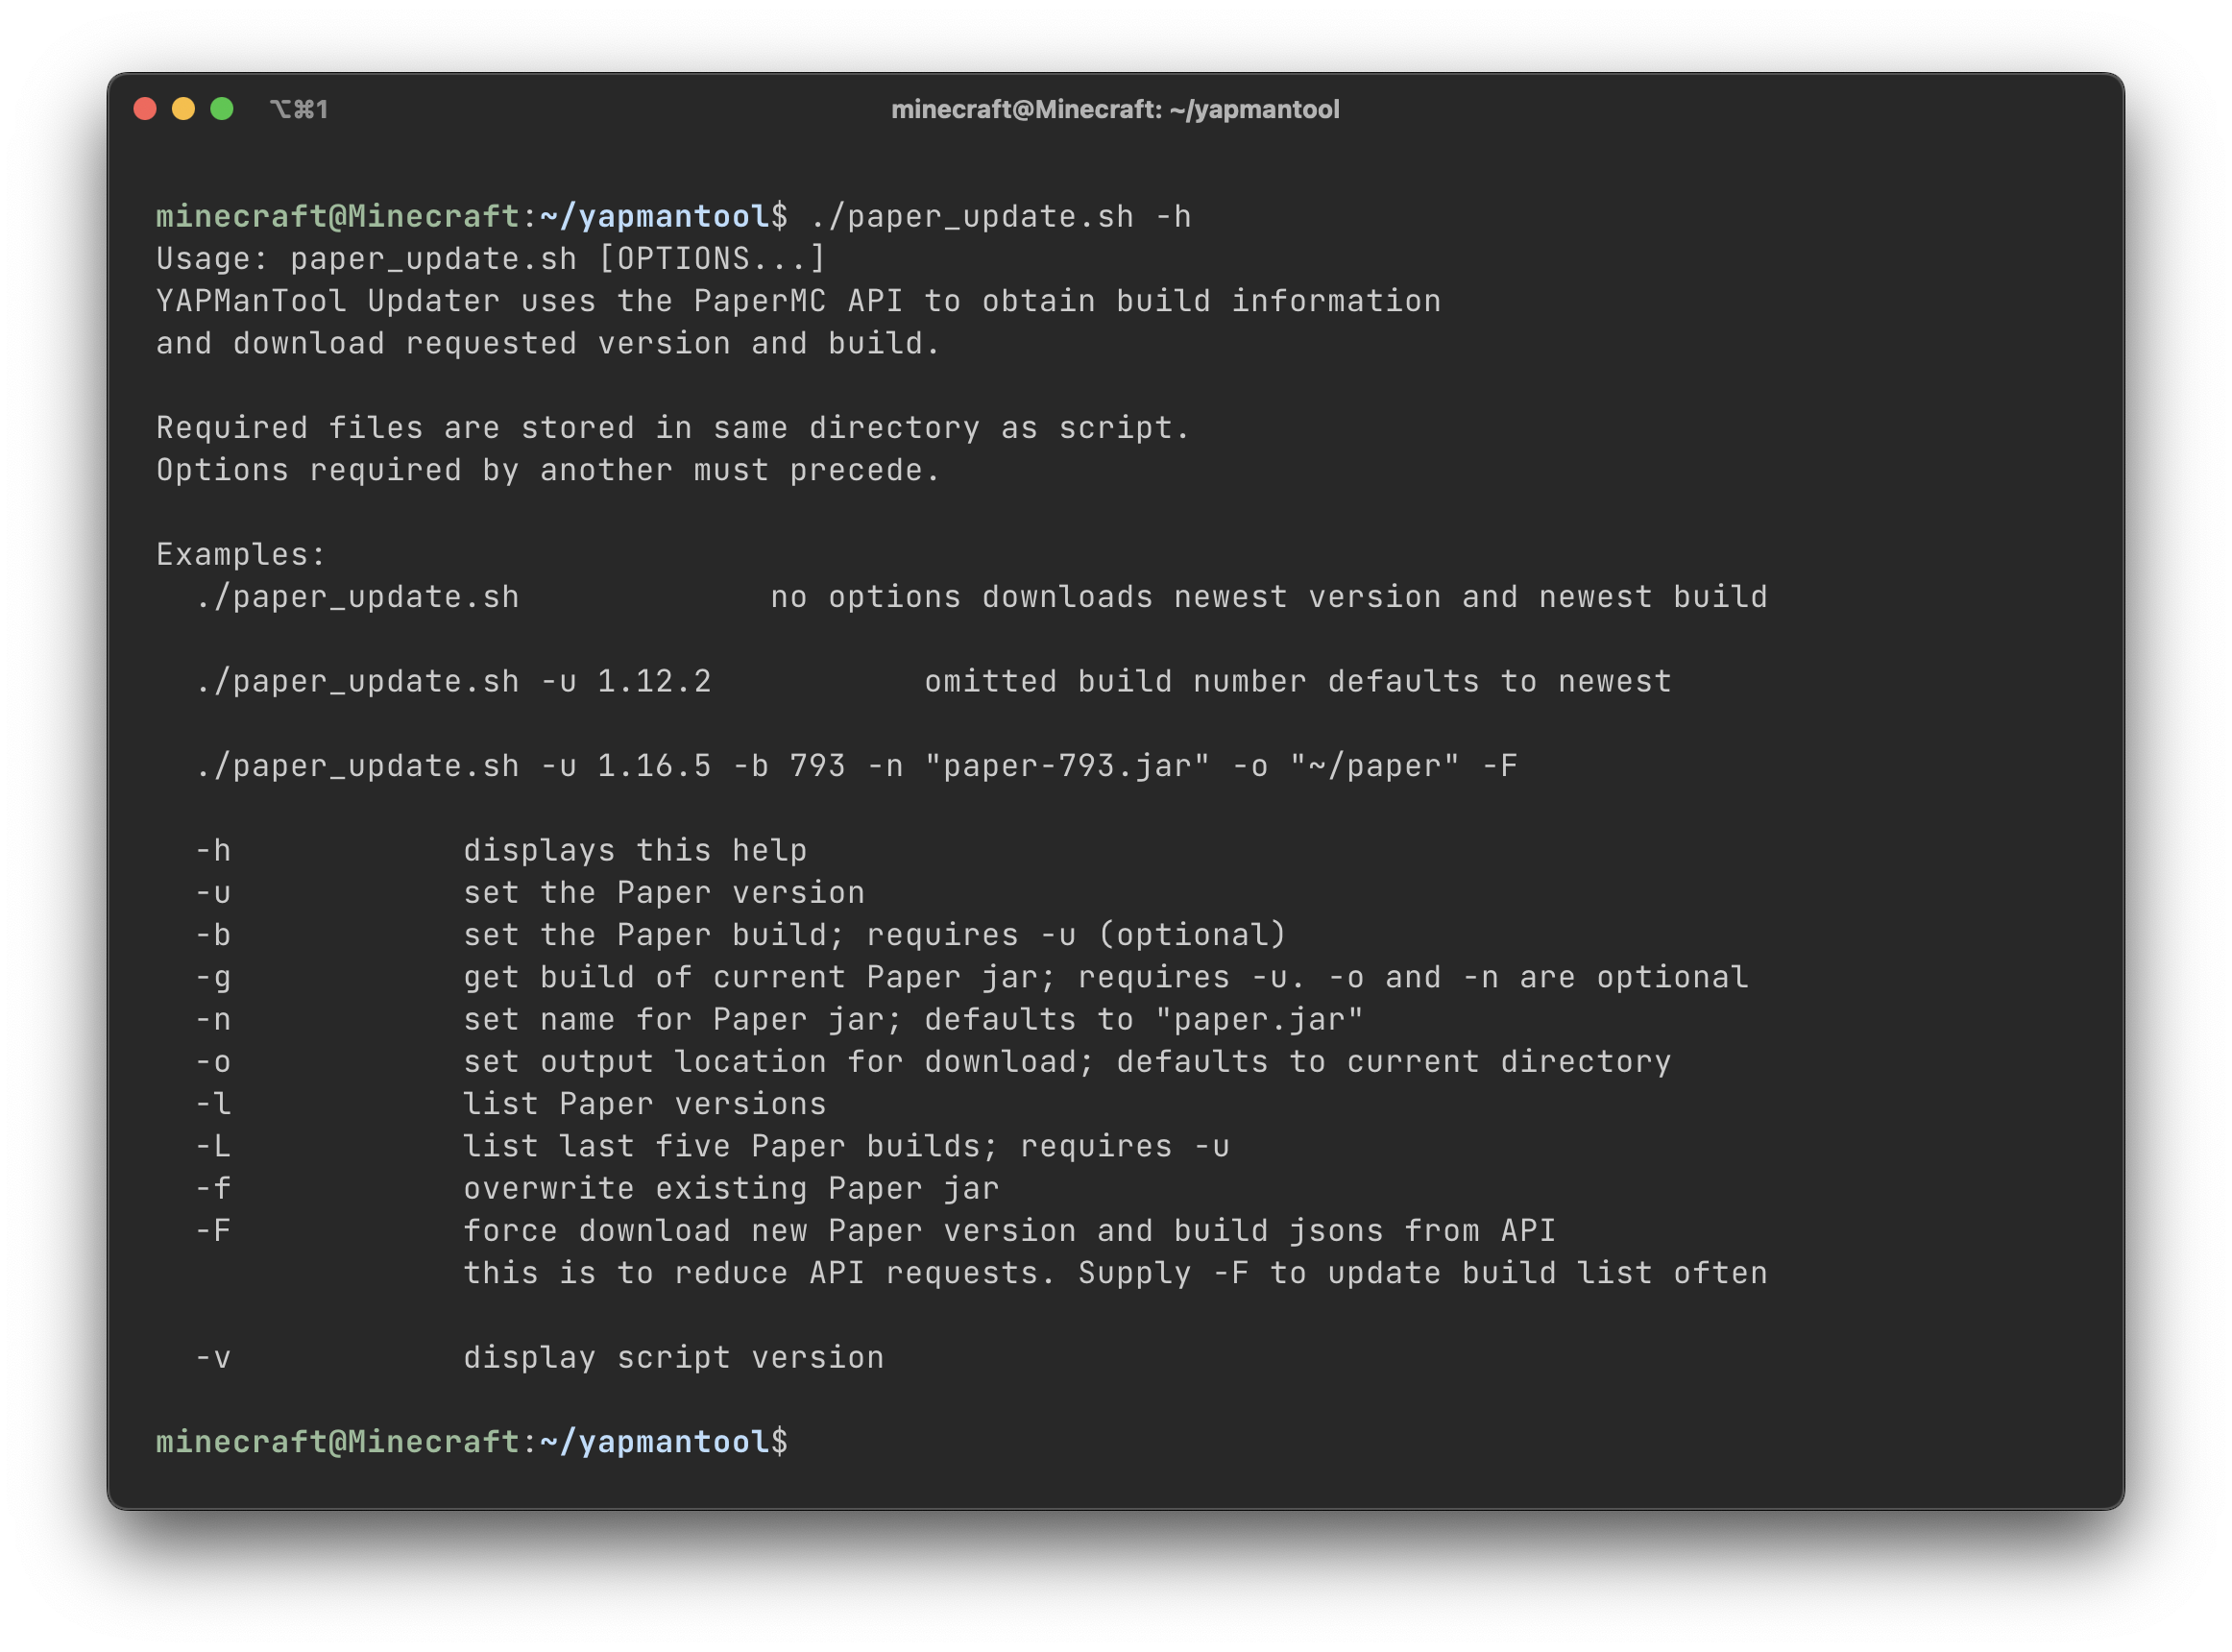 ⌥⌘1
minecraft@Minecraft: ~/yapmantool
minecraft@Minecraft:~/yapmantool$ ./paper_update.sh -h
Usage: paper_update.sh [OPTIONS...]
YAPManTool Updater uses the PaperMC API to obtain build information
and download requested version and build.
Required files are stored in same directory as script.
Options required by another must precede.
Examples:
./paper_update.sh             no options downloads newest version and newest build
./paper_update.sh -u 1.12.2           omitted build number defaults to newest
./paper_update.sh -u 1.16.5 -b 793 -n "paper-793.jar" -o "~/paper" -F
-h            displays this help
-u            set the Paper version
-b            set the Paper build; requires -u (optional)
-g            get build of current Paper jar; requires -u. -o and -n are optional
-n            set name for Paper jar; defaults to "paper.jar"
-o            set output location for download; defaults to current directory
-l            list Paper versions
-L            list last five Paper builds; requires -u
-f            overwrite existing Paper jar
-F            force download new Paper version and build jsons from API
this is to reduce API requests. Supply -F to update build list often
-v            display script version
minecraft@Minecraft:~/yapmantool$